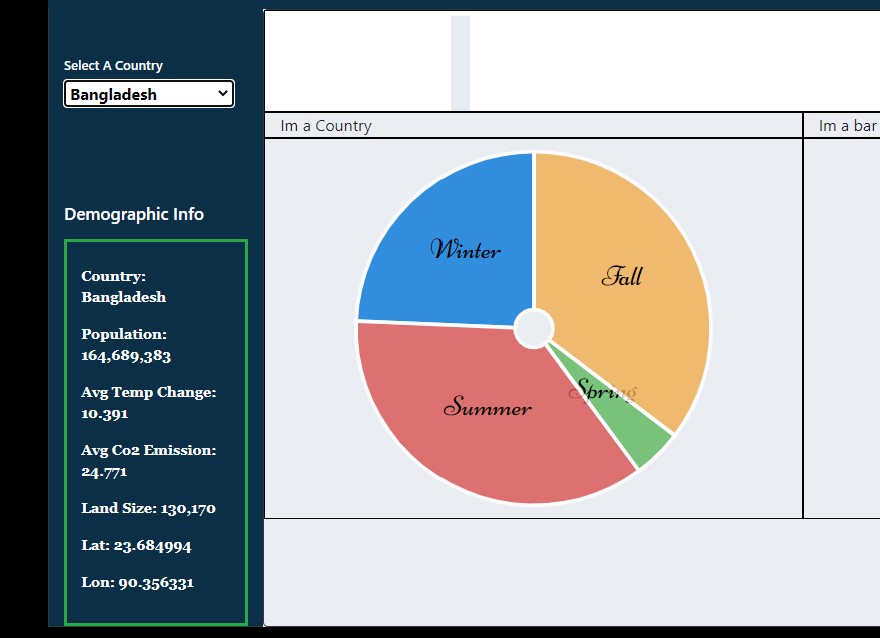 Select A Country
Bangladesh
Demographic Info
Country:
Bangladesh
Population:
164,689,383
Avg Temp Change:
10.391
Avg Co2 Emission:
24.771
Land Size: 130,170
Lat: 23.684994
Lon: 90.356331
Im a Country
Im a bar
Winter
Fall
Spring
Summer